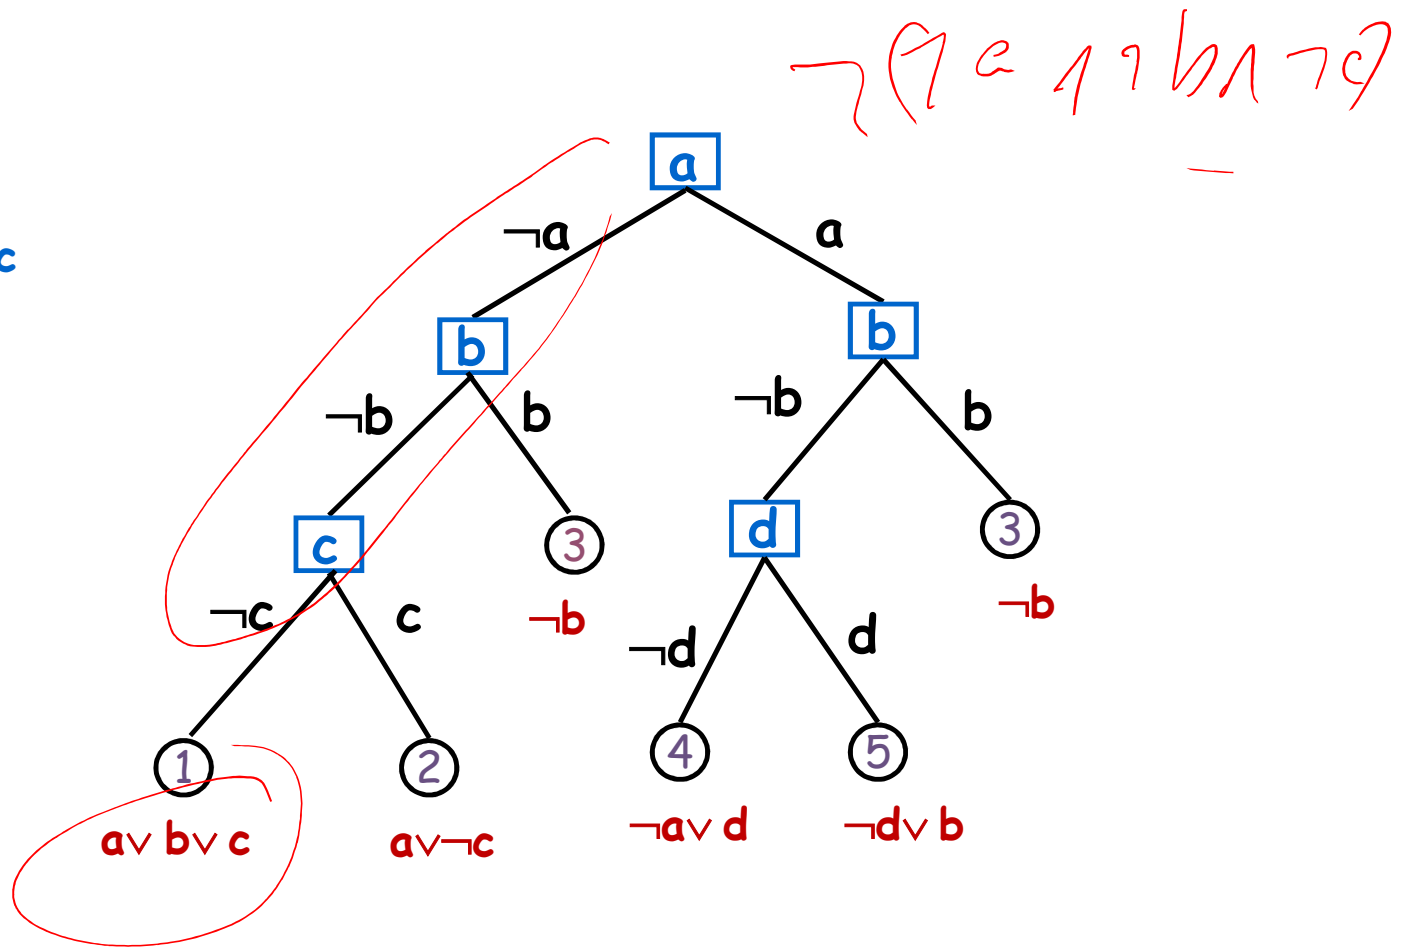 ¬(¬a ∧ ¬b ∧ ¬c)
a
¬a a
c
b b
¬b b ¬b b
c 3 d 3
¬b ¬b
¬c c ¬d d
1 2 4 5
a∨ b∨ c a∨¬c ¬a∨ d ¬d∨ b